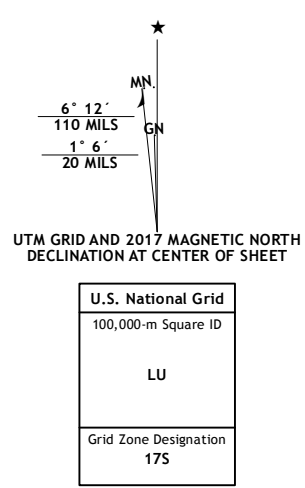 ★
MN
6° 12´
110 MILS
GN
1° 6´
20 MILS
UTM GRID AND 2017 MAGNETIC NORTH
DECLINATION AT CENTER OF SHEET
U.S. National Grid
100,000-m Square ID
LU
Grid Zone Designation
17S